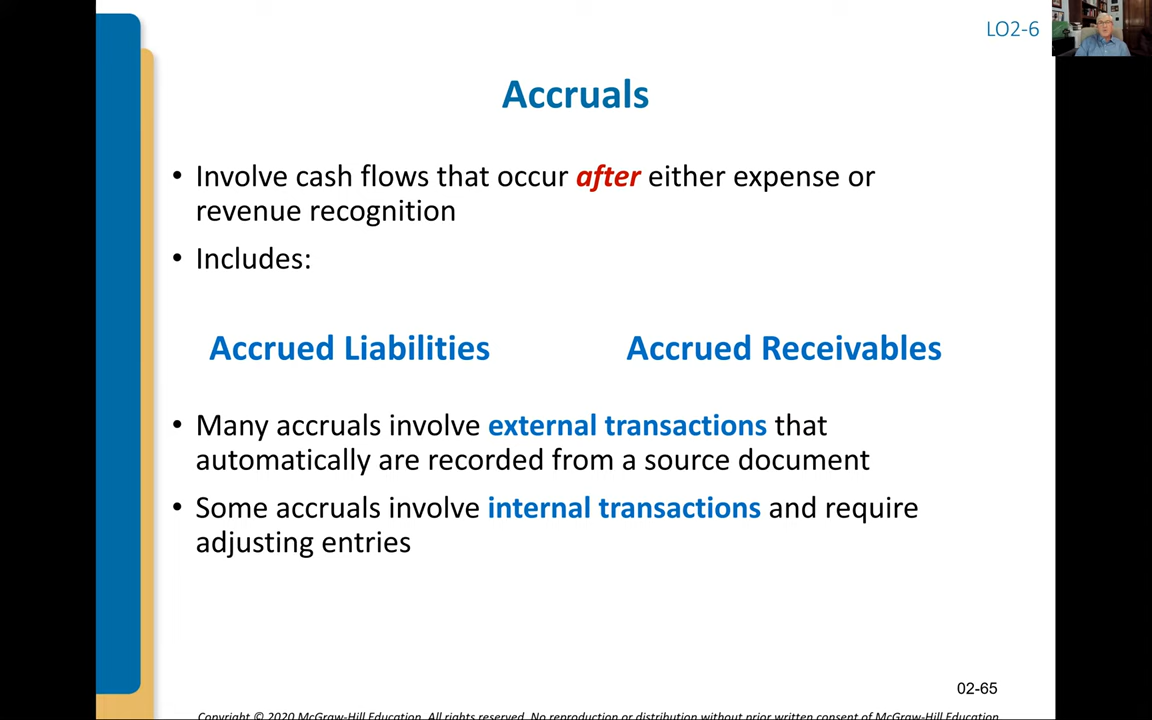 LO2-6
Accruals
• Involve cash flows that occur after either expense or
revenue recognition
• Includes:
Accrued Liabilities Accrued Receivables
• Many accruals involve external transactions that
automatically are recorded from a source document
• Some accruals involve internal transactions and require
adjusting entries
02-65
Copyright © 2020 McGraw-Hill Education. All rights reserved. No reproduction or distribution without prior written consent of McGraw-Hill Education.